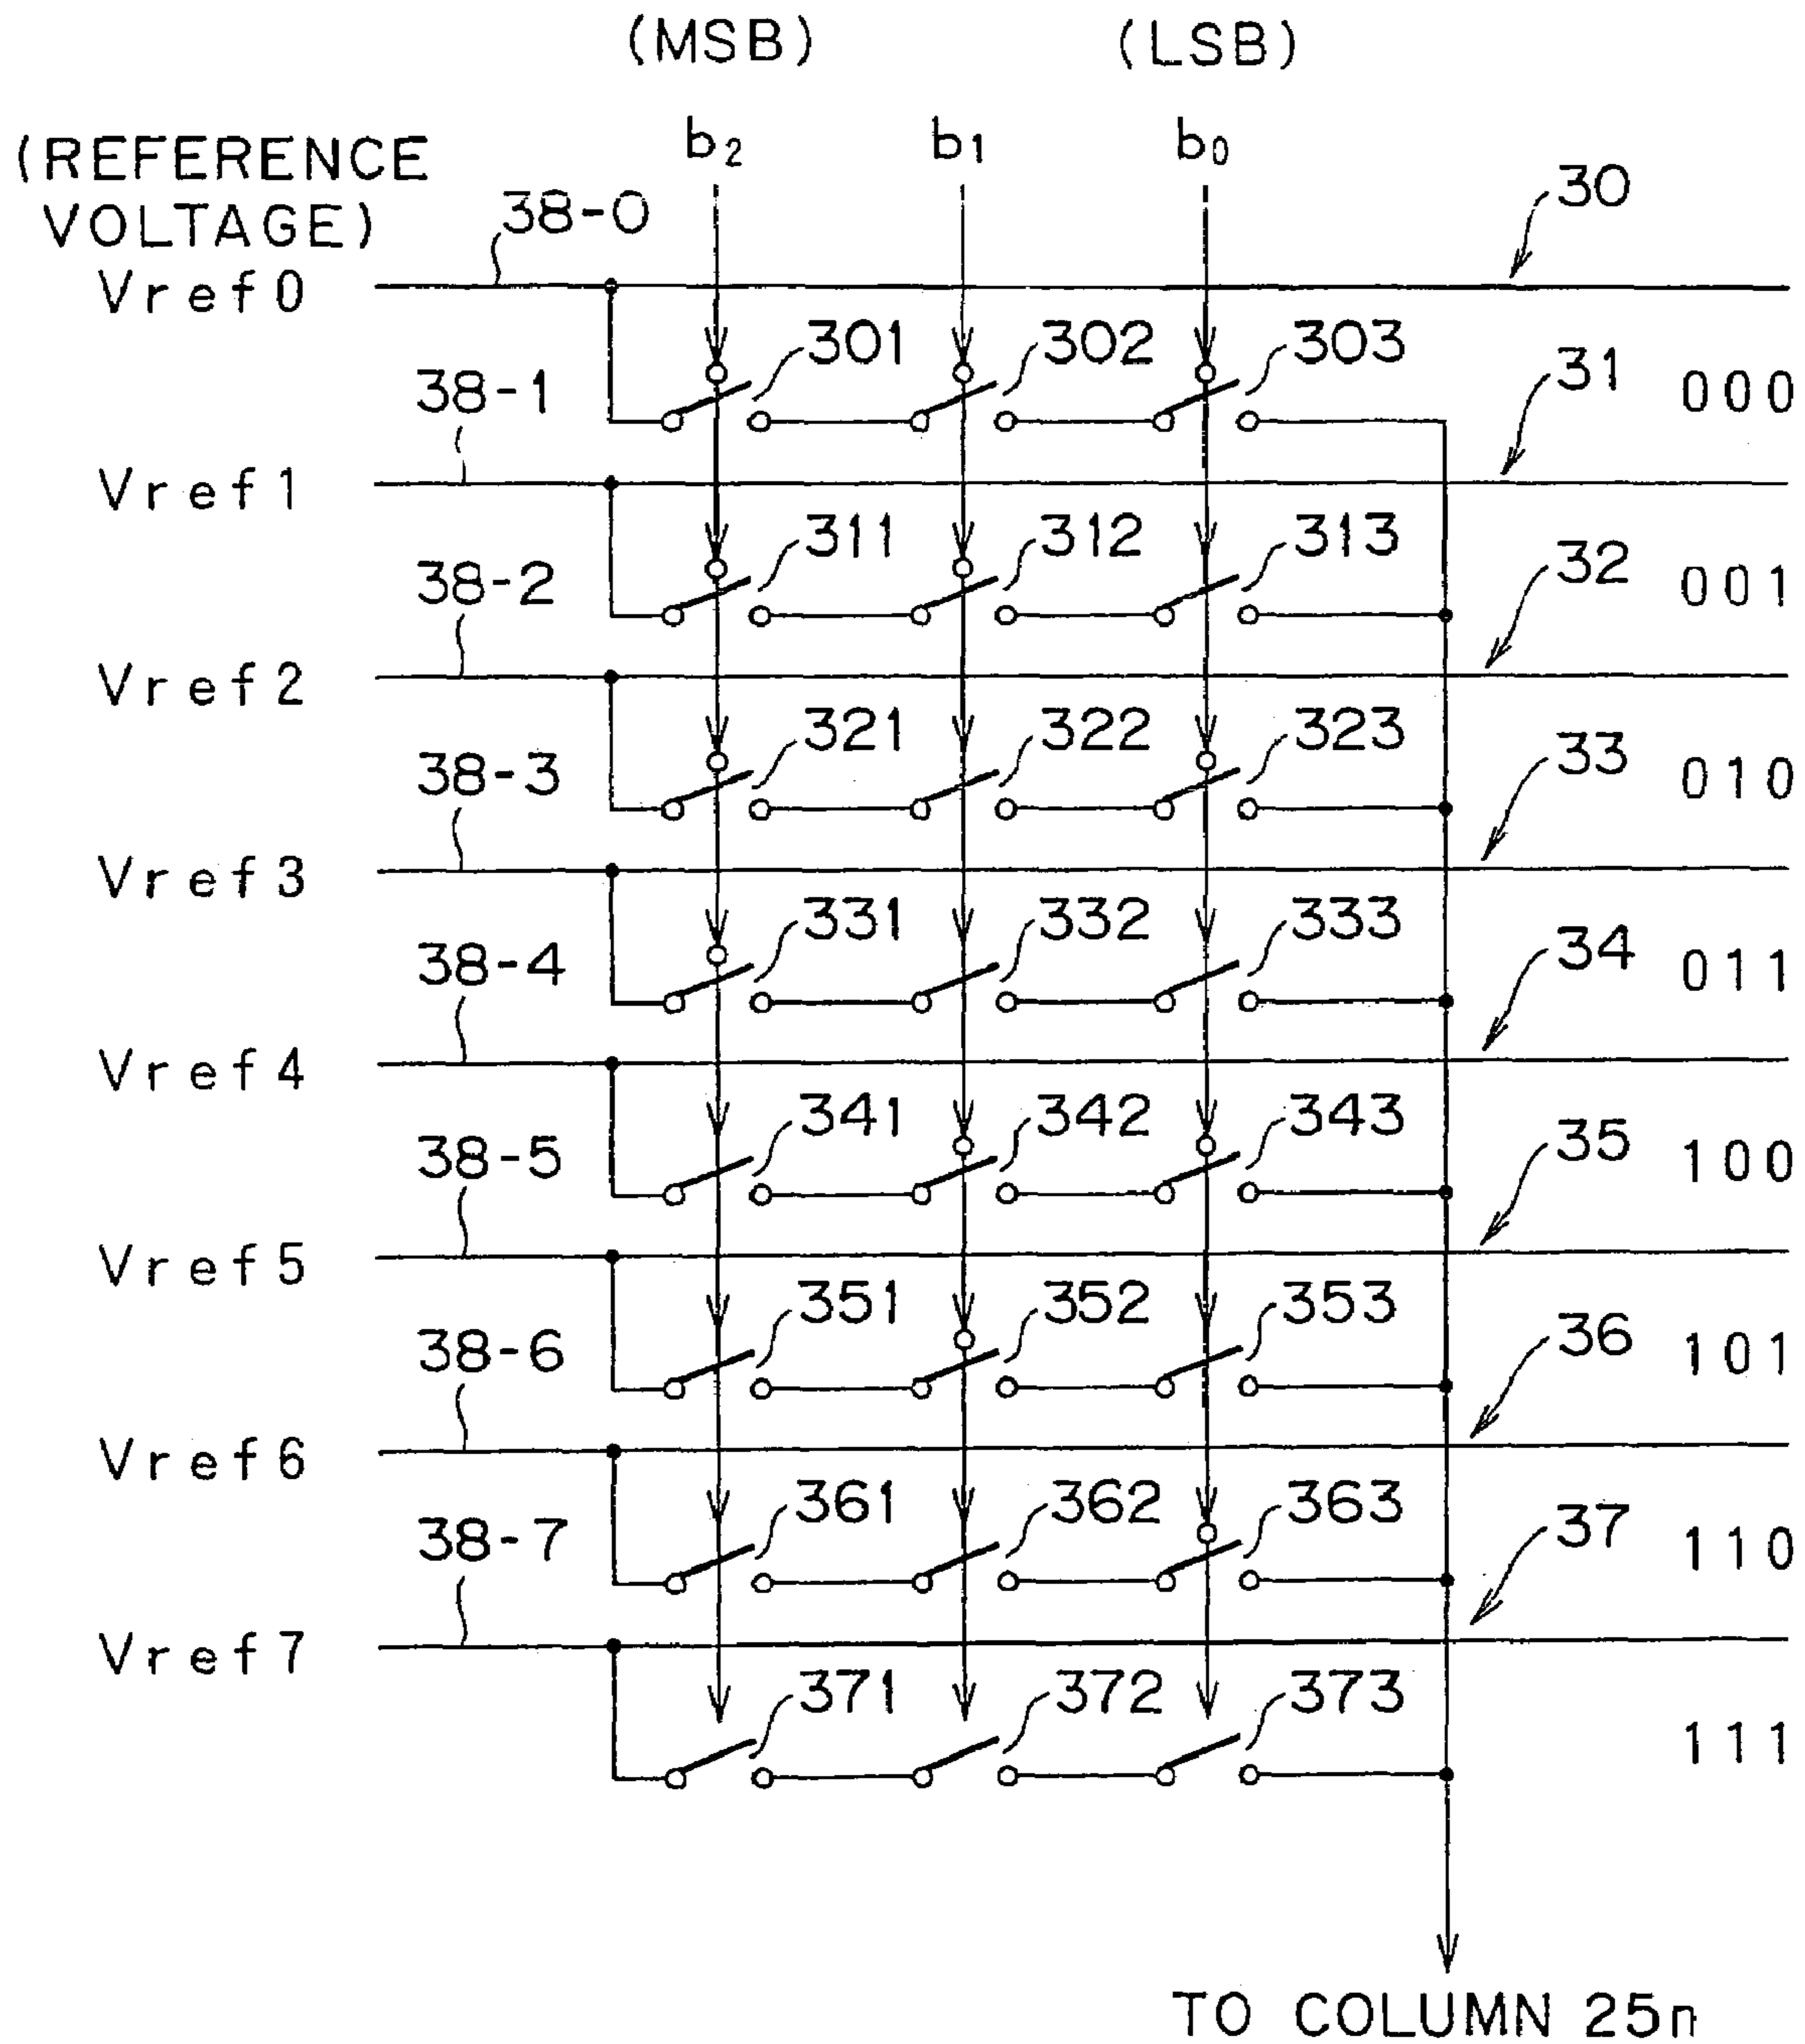 (MSB) (LSB)
b2 b1 b0
(REFERENCE
VOLTAGE)
38-0
30
Vref0
301 302 303
38-1
31
000
Vref1
311 312 313
38-2
32
001
Vref2
321 322 323
38-3
33
010
Vref3
331 332 333
38-4
34
011
Vref4
341 342 343
38-5
35
100
Vref5
351 352 353
38-6
36
101
Vref6
361 362 363
38-7
37
110
Vref7
371 372 373
111
TO COLUMN 25n